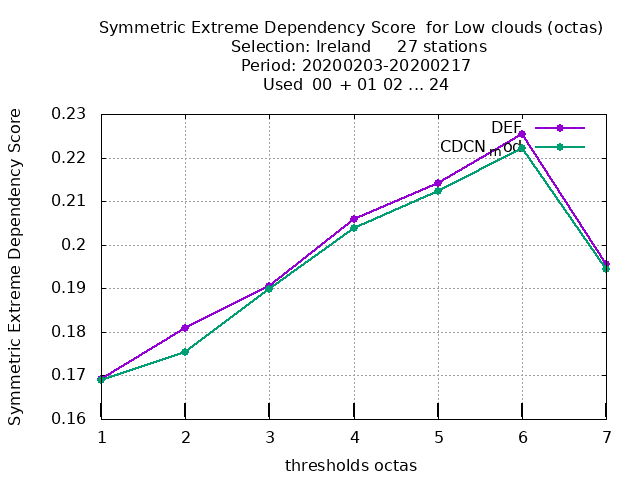 Symmetric Extreme Dependency Score for Low clouds (octas)
Selection: Ireland 27 stations
Period: 20200203-20200217
Used 00 + 01 02 ... 24
Symmetric Extreme Dependency Score
0.23
0.22
0.21
0.2
0.19
0.18
0.17
0.16
DEF
CDCN_mod
1 2 3 4 5 6 7
thresholds octas